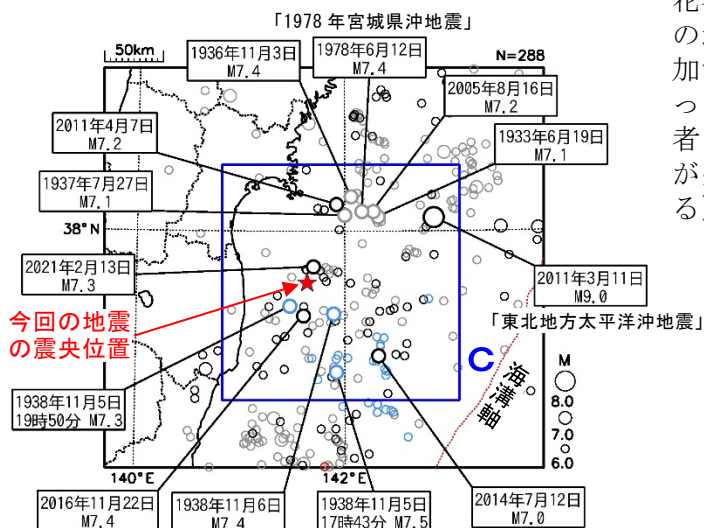 「1978 年宮城県沖地震」
50km
N=288
1936年11月3日
M7.4
1978年6月12日
M7.4
2005年8月16日
M7.2
2011年4月7日
M7.2
1933年6月19日
M7.1
1937年7月27日
M7.1
38°N
2021年2月13日
M7.3
2011年3月11日
M9.0
「東北地方太平洋沖地震」
今回の地震
の震央位置
C
海溝軸
M
8.0
7.0
6.0
1938年11月5日
19時50分 M7.3
140°E
142°E
2016年11月22日
M7.4
1938年11月6日
M7.4
1938年11月5日
17時43分 M7.5
2014年7月12日
M7.0
の
加
っ
者
が
る